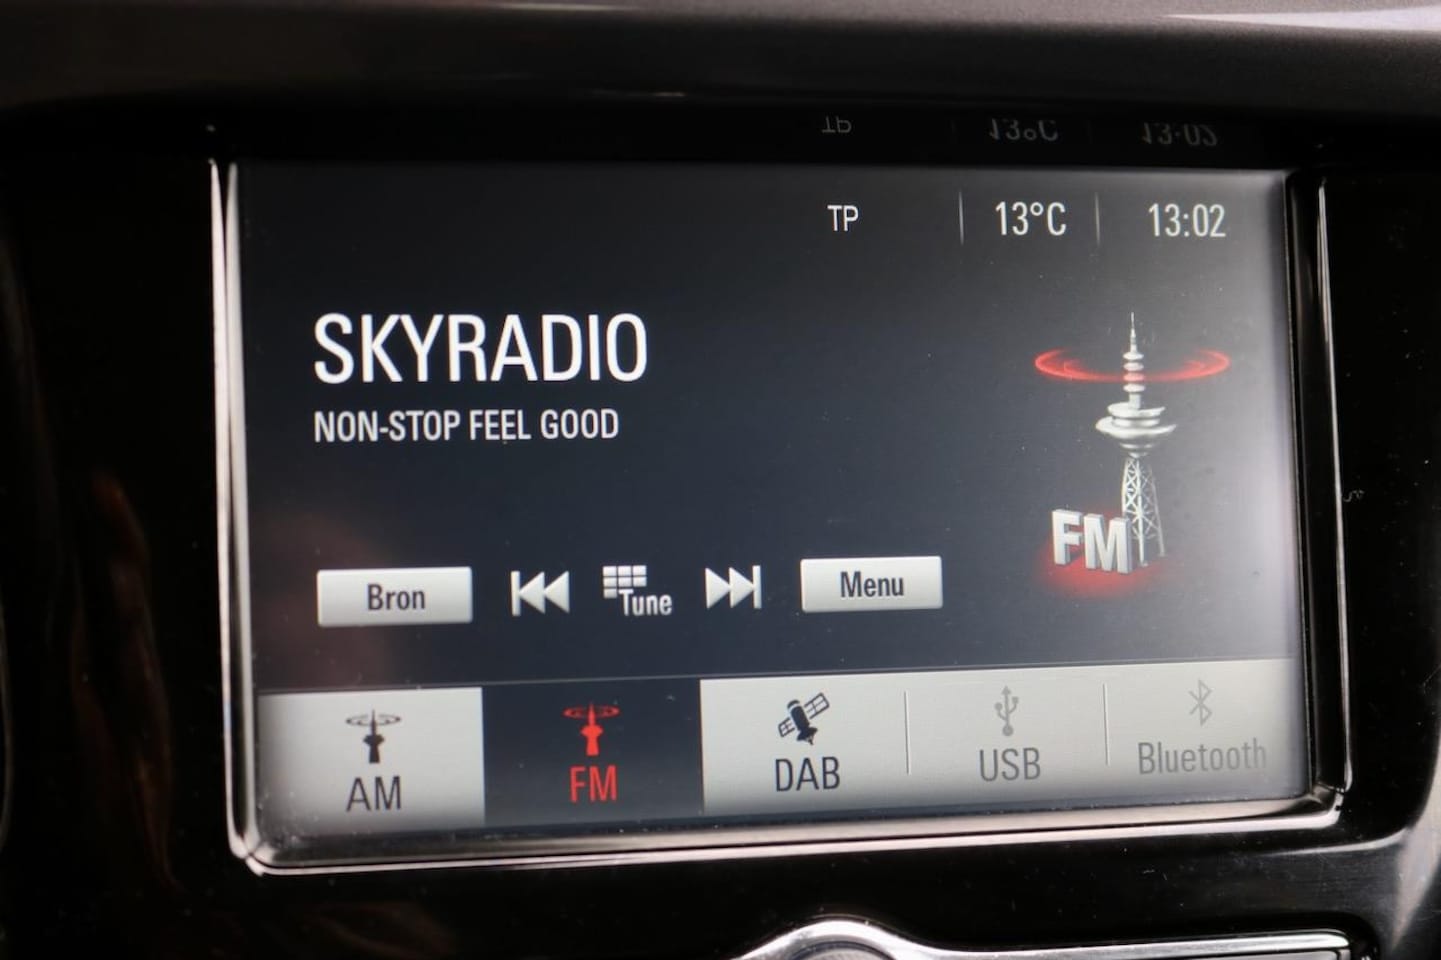 TP 13°C 13:02
SKYRADIO
NON-STOP FEEL GOOD
FM
Bron Tune Menu
AM FM DAB USB Bluetooth